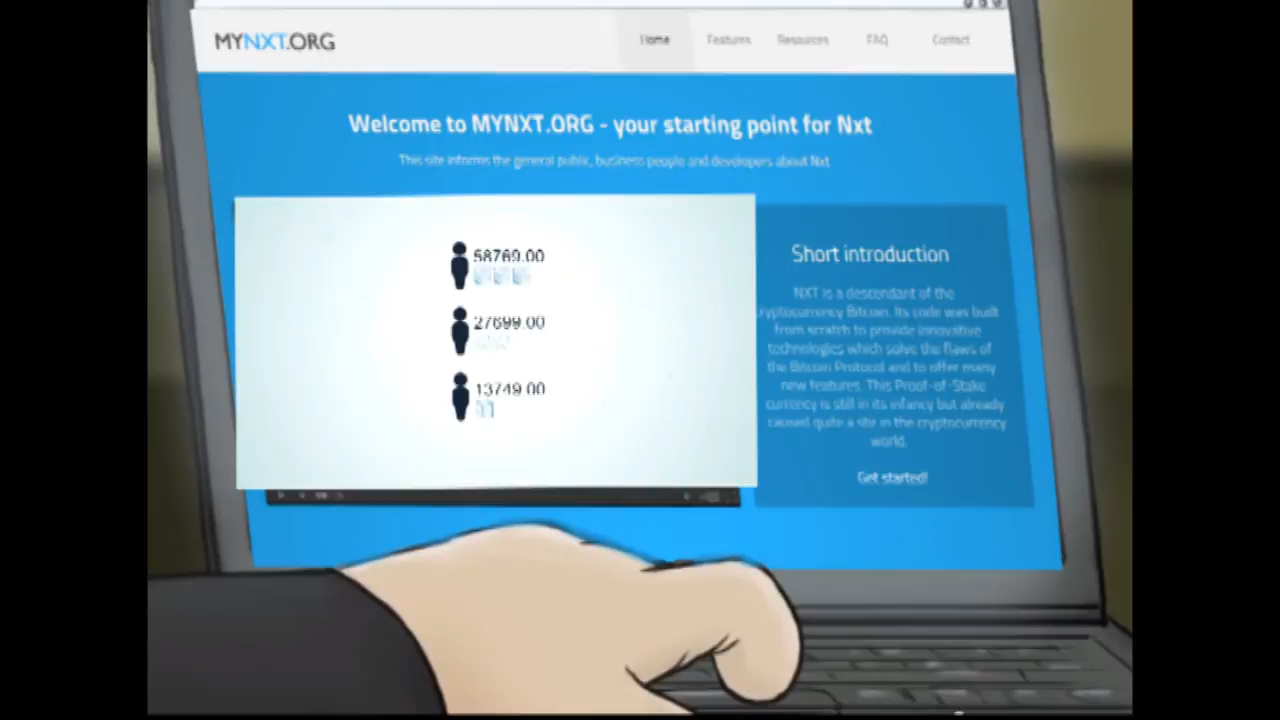 MYNXT.ORG
Home Features Resources FAQ Contact
Welcome to MYNXT.ORG - your starting point for Nxt
This site informs the general public, business people and developers about Nxt
58769.00
27699.00
13749.00
Short introduction
NXT is a descendant of the
cryptocurrency Bitcoin. Its code was built
from scratch to provide innovative
technologies which solve the flaws of
the Bitcoin Protocol and to offer many
new features. This Proof-of-Stake
currency is still in its infancy but already
caused quite a stir in the cryptocurrency
world.
Get started!